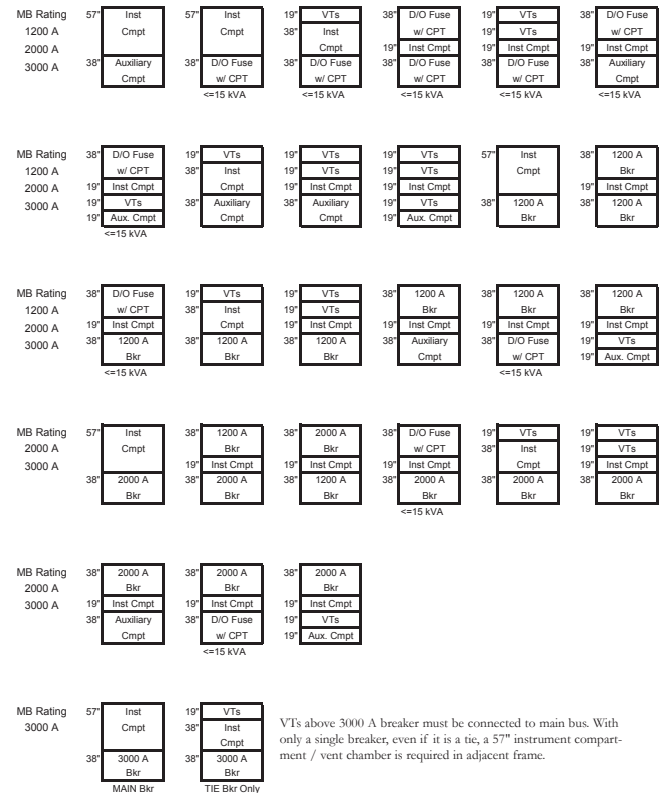 MB Rating 57" Inst 57" Inst 19" VTs 38" D/O Fuse 19" VTs 38" D/O Fuse
1200 A Cmpt Cmpt 38" Inst w/ CPT 19" VTs w/ CPT
2000 A Cmpt 19" Inst Cmpt 19" Inst Cmpt 19" Inst Cmpt
3000 A 38" Auxiliary 38" D/O Fuse 38" D/O Fuse 38" D/O Fuse 38" D/O Fuse 38" Auxiliary
Cmpt w/ CPT w/ CPT w/ CPT w/ CPT Cmpt
<=15 kVA <=15 kVA <=15 kVA <=15 kVA <=15 kVA
MB Rating 38" D/O Fuse 19" VTs 19" VTs 19" VTs 57" Inst 38" 1200 A
1200 A w/ CPT 38" Inst 19" VTs 19" VTs Cmpt Bkr
2000 A 19" Inst Cmpt Cmpt 19" Inst Cmpt 19" Inst Cmpt 19" Inst Cmpt
3000 A 19" VTs 38" Auxiliary 38" Auxiliary 19" VTs 38" 1200 A 38" 1200 A
19" Aux. Cmpt Cmpt Cmpt 19" Aux. Cmpt Bkr Bkr
<=15 kVA
MB Rating 38" D/O Fuse 19" VTs 19" VTs 38" 1200 A 38" 1200 A 38" 1200 A
1200 A w/ CPT 38" Inst 19" VTs Bkr Bkr Bkr
2000 A 19" Inst Cmpt Cmpt 19" Inst Cmpt 19" Inst Cmpt 19" Inst Cmpt 19" Inst Cmpt
3000 A 38" 1200 A 38" 1200 A 38" 1200 A 38" Auxiliary 38" D/O Fuse 19" VTs
Bkr Bkr Bkr Cmpt w/ CPT 19" Aux. Cmpt
<=15 kVA <=15 kVA
MB Rating 57" Inst 38" 1200 A 38" 2000 A 38" D/O Fuse 19" VTs 19" VTs
2000 A Cmpt Bkr Bkr w/ CPT 38" Inst 19" VTs
3000 A 19" Inst Cmpt 19" Inst Cmpt 19" Inst Cmpt Cmpt 19" Inst Cmpt
38" 2000 A 38" 2000 A 38" 1200 A 38" 2000 A 38" 2000 A 38" 2000 A
Bkr Bkr Bkr Bkr Bkr Bkr
<=15 kVA
MB Rating 38" 2000 A 38" 2000 A 38" 2000 A
2000 A Bkr Bkr Bkr
3000 A 19" Inst Cmpt 19" Inst Cmpt 19" Inst Cmpt
38" Auxiliary 38" D/O Fuse 19" VTs
Cmpt w/ CPT 19" Aux. Cmpt
<=15 kVA
MB Rating 57" Inst 19" VTs
3000 A Cmpt 38" Inst
Cmpt
38" 3000 A 38" 3000 A
Bkr Bkr
MAIN Bkr TIE Bkr Only
VTs above 3000 A breaker must be connected to main bus. With
only a single breaker, even if it is a tie, a 57" instrument compart-
ment / vent chamber is required in adjacent frame.